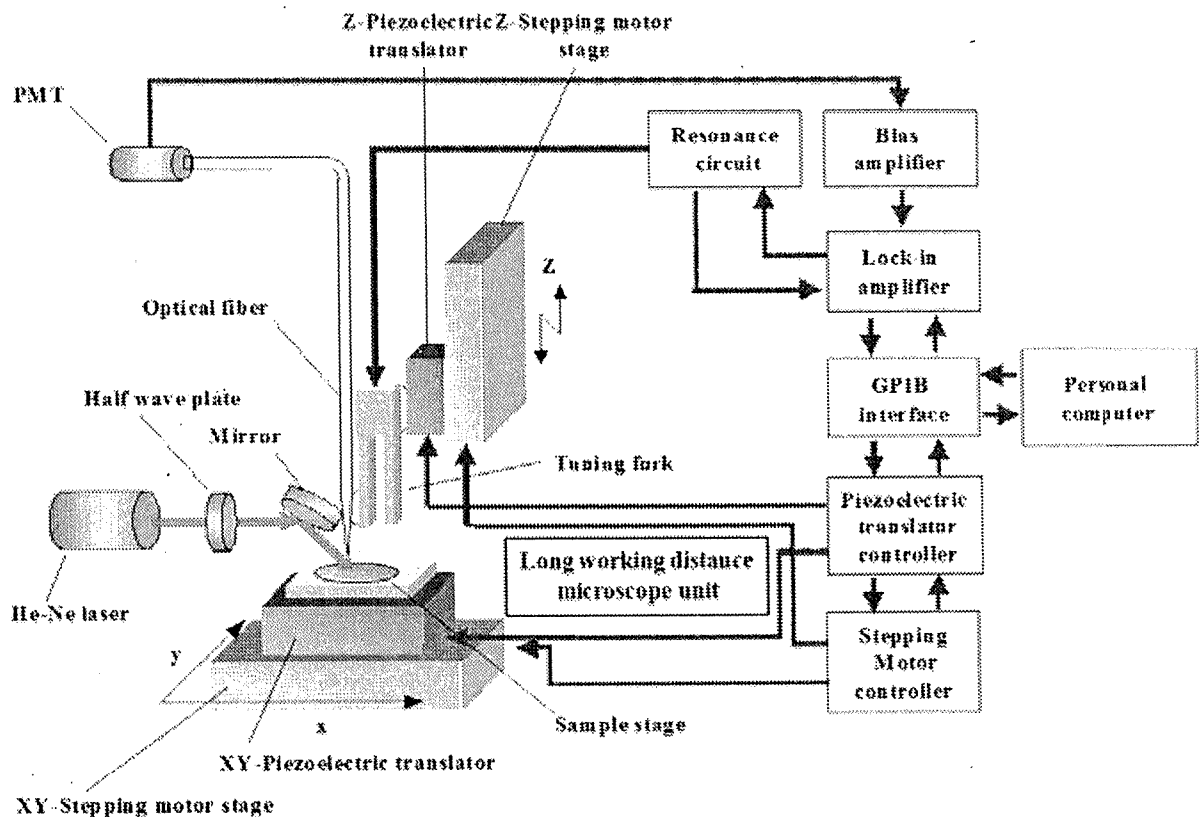 Z-Piezoelectric Z-Stepping motor
translator stage
PMT
Resonance
circuit
Bias
amplifier
Lock-in
amplifier
Z
Optical fiber
GPIB
interface
Personal
computer
Half wave plate
Mirror
Tuning fork
Piezoelectric
translator
controller
Long working distance
microscope unit
He-Ne laser
Stepping
Motor
controller
y
x
Sample stage
XY-Piezoelectric translator
XY-Stepping motor stage